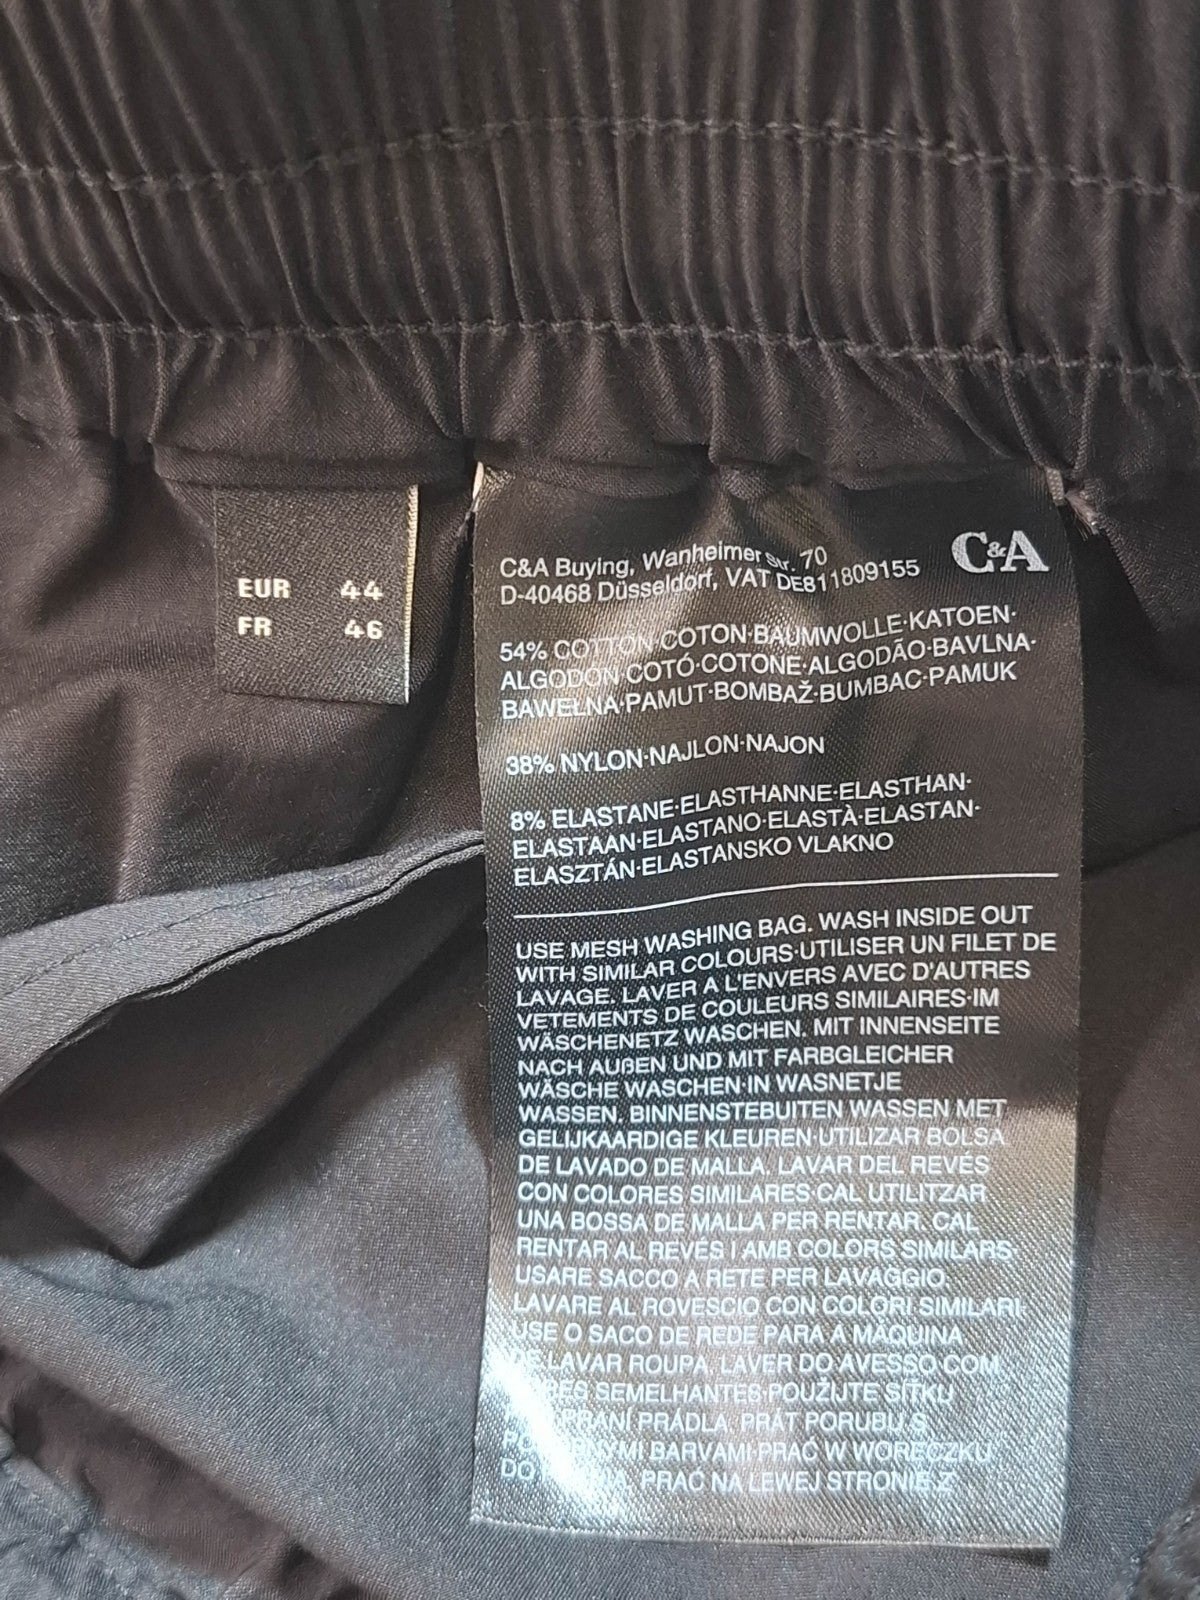 EUR 44
FR 46
C&A
C&A Buying, Wanheimer Str. 70
D-40468 Düsseldorf, VAT DE811809155
54% COTTON·COTON·BAUMWOLLE·KATOEN·
ALGODON·COTÓ·COTONE·ALGODÃO·BAVLNA·
BAWEŁNA·PAMUT·BOMBAŽ·BUMBAC·PAMUK
38% NYLON·NAJLON·NAJON
8% ELASTANE·ELASTHANNE·ELASTHAN·
ELASTAAN·ELASTANO·ELASTÀ·ELASTAN·
ELASZTÁN·ELASTANSKO VLAKNO
USE MESH WASHING BAG. WASH INSIDE OUT
WITH SIMILAR COLOURS·UTILISER UN FILET DE
LAVAGE. LAVER A L'ENVERS AVEC D'AUTRES
VETEMENTS DE COULEURS SIMILAIRES·IM
WÄSCHENETZ WASCHEN. MIT INNENSEITE
NACH AUßEN UND MIT FARBGLEICHER
WÄSCHE WASCHEN·IN WASNETJE
WASSEN. BINNENSTEBUITEN WASSEN MET
GELIJKAARDIGE KLEUREN·UTILIZAR BOLSA
DE LAVADO DE MALLA. LAVAR DEL REVÉS
CON COLORES SIMILARES·CAL UTILITZAR
UNA BOSSA DE MALLA PER RENTAR. CAL
RENTAR AL REVÉS I AMB COLORS SIMILARS·
USARE SACCO A RETE PER LAVAGGIO.
LAVARE AL ROVESCIO CON COLORI SIMILARI·
USE O SACO DE REDE PARA A MÁQUINA
DE LAVAR ROUPA. LAVER DO AVESSO COM
SEMELHANTES·POUŽIJTE SÍŤKU
PRANÍ PRÁDLA. PRÁT PORUBU S
BARVAMI·PRAĆ W WORECZKU
DO PRAĆ NA LEWEJ STRONIE Z